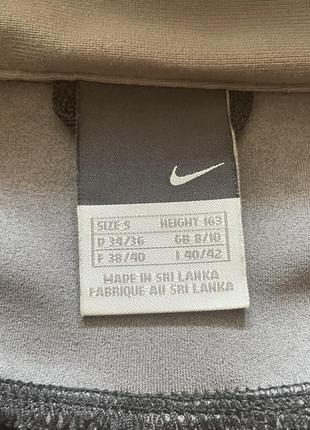 SIZE S HEIGHT 163
D 34/36 GB 8/10
F 38/40 I 40/42
MADE IN SRI LANKA
FABRIQUE AU SRI LANKA